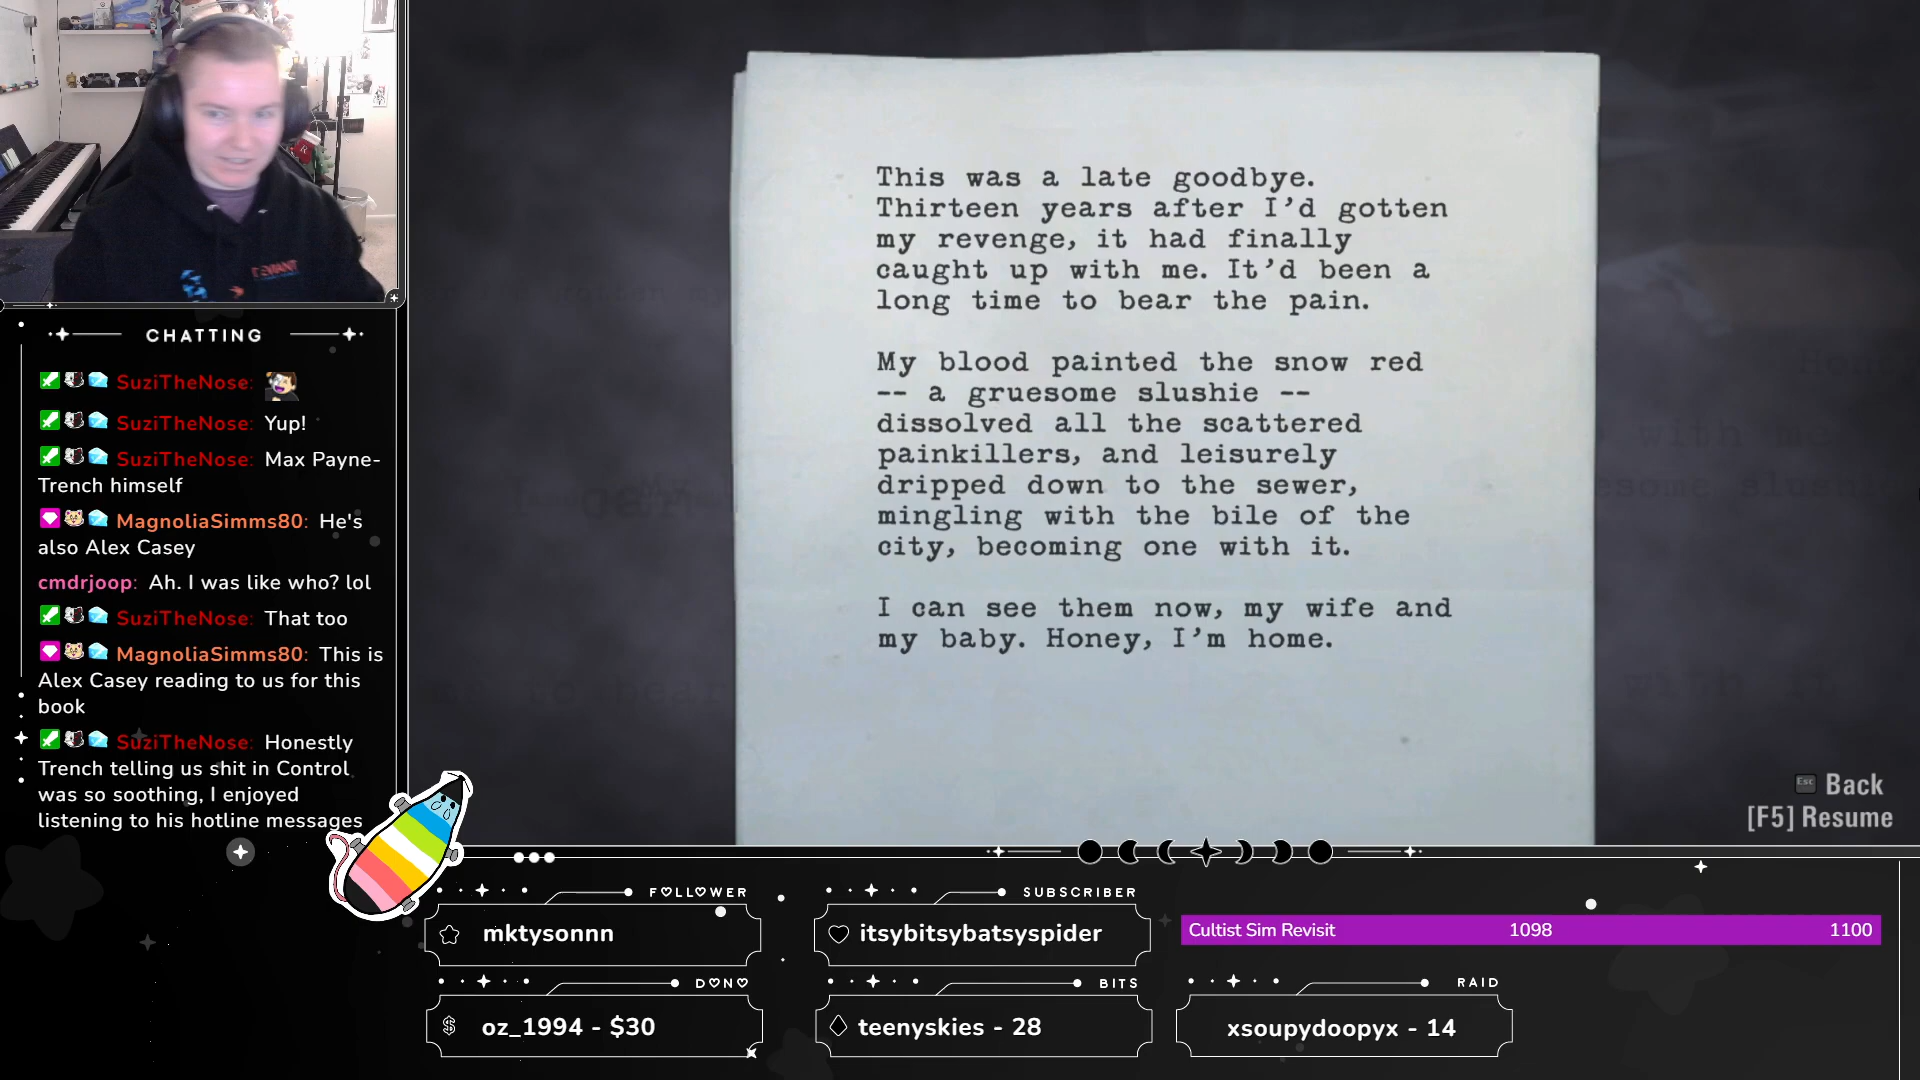 This was a late goodbye.
Thirteen years after I’d gotten
my revenge, it had finally
caught up with me. It’d been a
long time to bear the pain.
My blood painted the snow red
-- a gruesome slushie --
dissolved all the scattered
painkillers, and leisurely
dripped down to the sewer,
mingling with the bile of the
city, becoming one with it.
I can see them now, my wife and
my baby. Honey, I’m home.
Esc Back
[F5] Resume
CHATTING
SuziTheNose:
SuziTheNose: Yup!
SuziTheNose: Max Payne-
Trench himself
MagnoliaSimms80: He's
also Alex Casey
cmdrjoop: Ah. I was like who? lol
SuziTheNose: That too
MagnoliaSimms80: This is
Alex Casey reading to us for this
book
SuziTheNose: Honestly
Trench telling us shit in Control
was so soothing, I enjoyed
listening to his hotline messages
FOLLOWER
mktysonnn
SUBSCRIBER
itsybitsybatsyspider
Cultist Sim Revisit 1098 1100
DONO
oz_1994 - $30
BITS
teenyskies - 28
RAID
xsoupydoopyx - 14